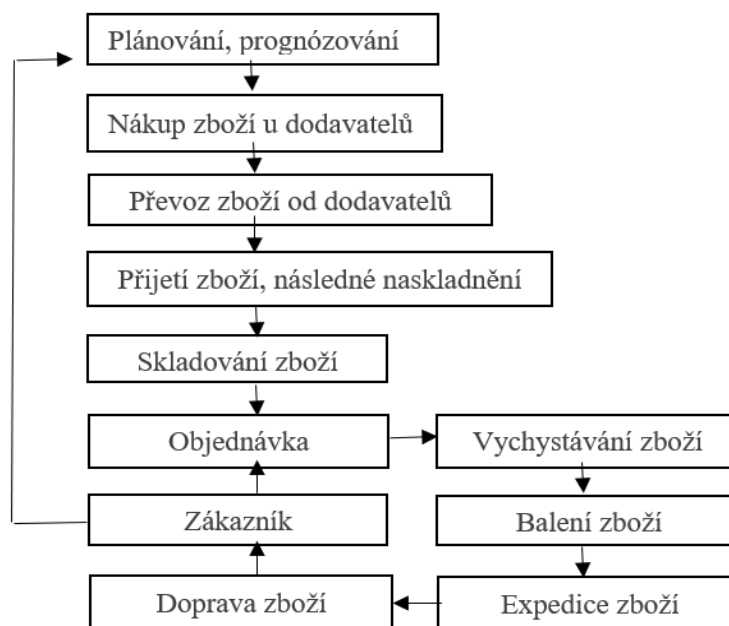 Plánování, prognózování
Nákup zboží u dodavatelů
Převoz zboží od dodavatelů
Přijetí zboží, následné naskladnění
Skladování zboží
Objednávka
Vychystávání zboží
Zákazník
Balení zboží
Doprava zboží
Expedice zboží